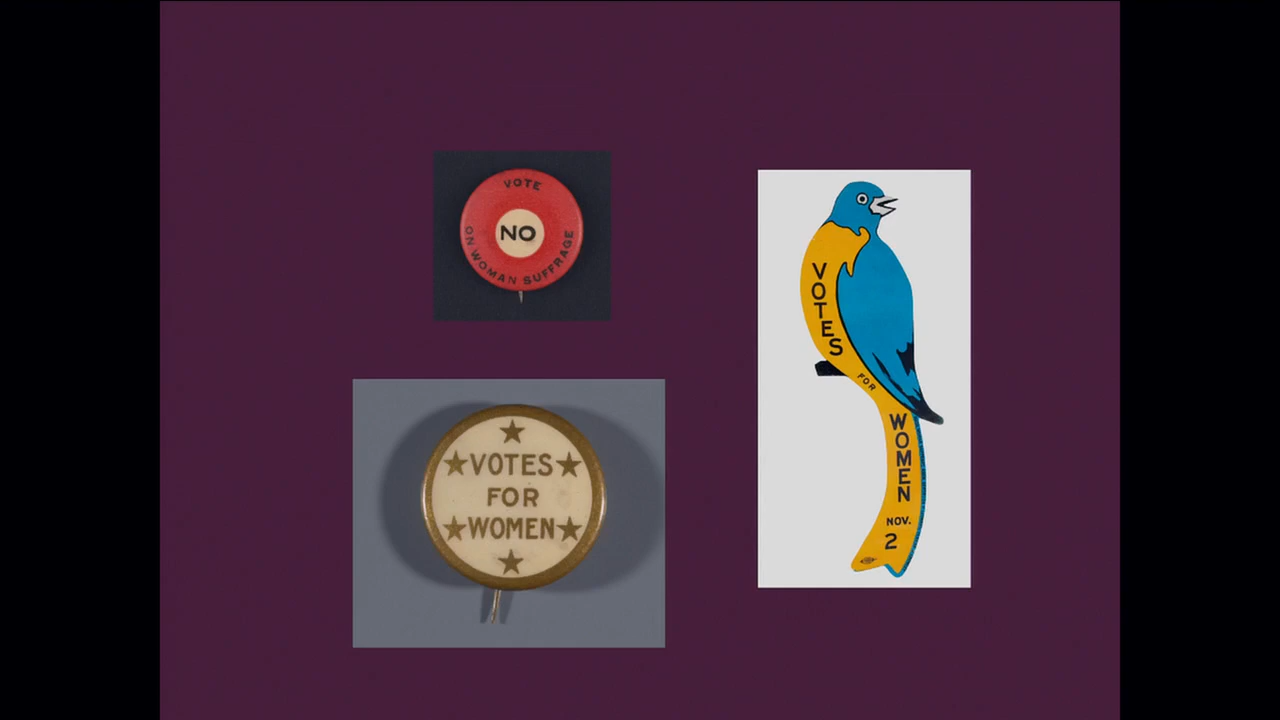 VOTE
NO
ON WOMAN SUFFRAGE
VOTES
FOR
WOMEN
VOTES
FOR
WOMEN
NOV.
2